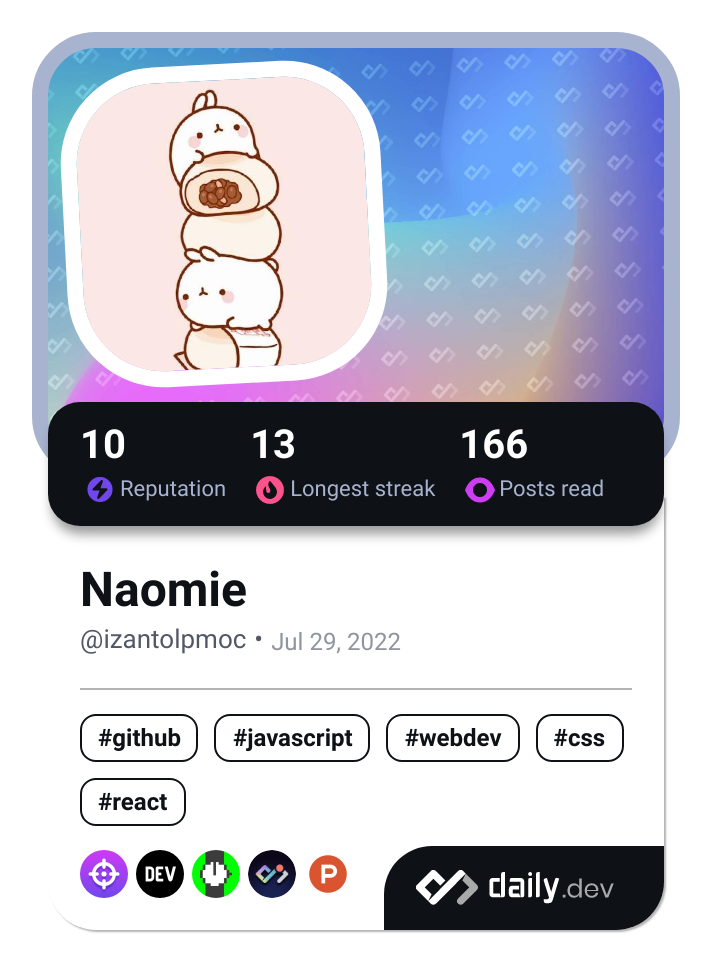 10 13 166
Reputation Longest streak Posts read
Naomie
@izantolpmoc • Jul 29, 2022
#github #javascript #webdev #css
#react
DEV P daily.dev